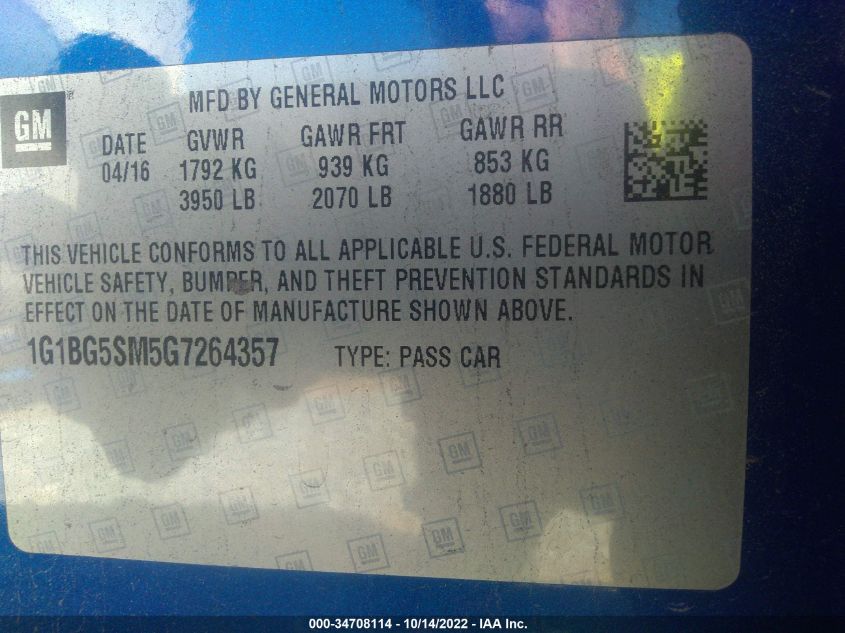 GM
MFD BY GENERAL MOTORS LLC
DATE GVWR GAWR FRT GAWR RR
04/16 1792 KG 939 KG 853 KG
3950 LB 2070 LB 1880 LB
THIS VEHICLE CONFORMS TO ALL APPLICABLE U.S. FEDERAL MOTOR
VEHICLE SAFETY, BUMPER, AND THEFT PREVENTION STANDARDS IN
EFFECT ON THE DATE OF MANUFACTURE SHOWN ABOVE.
1G1BG5SM5G7264357 TYPE: PASS CAR
000-34708114 - 10/14/2022 - IAA Inc.